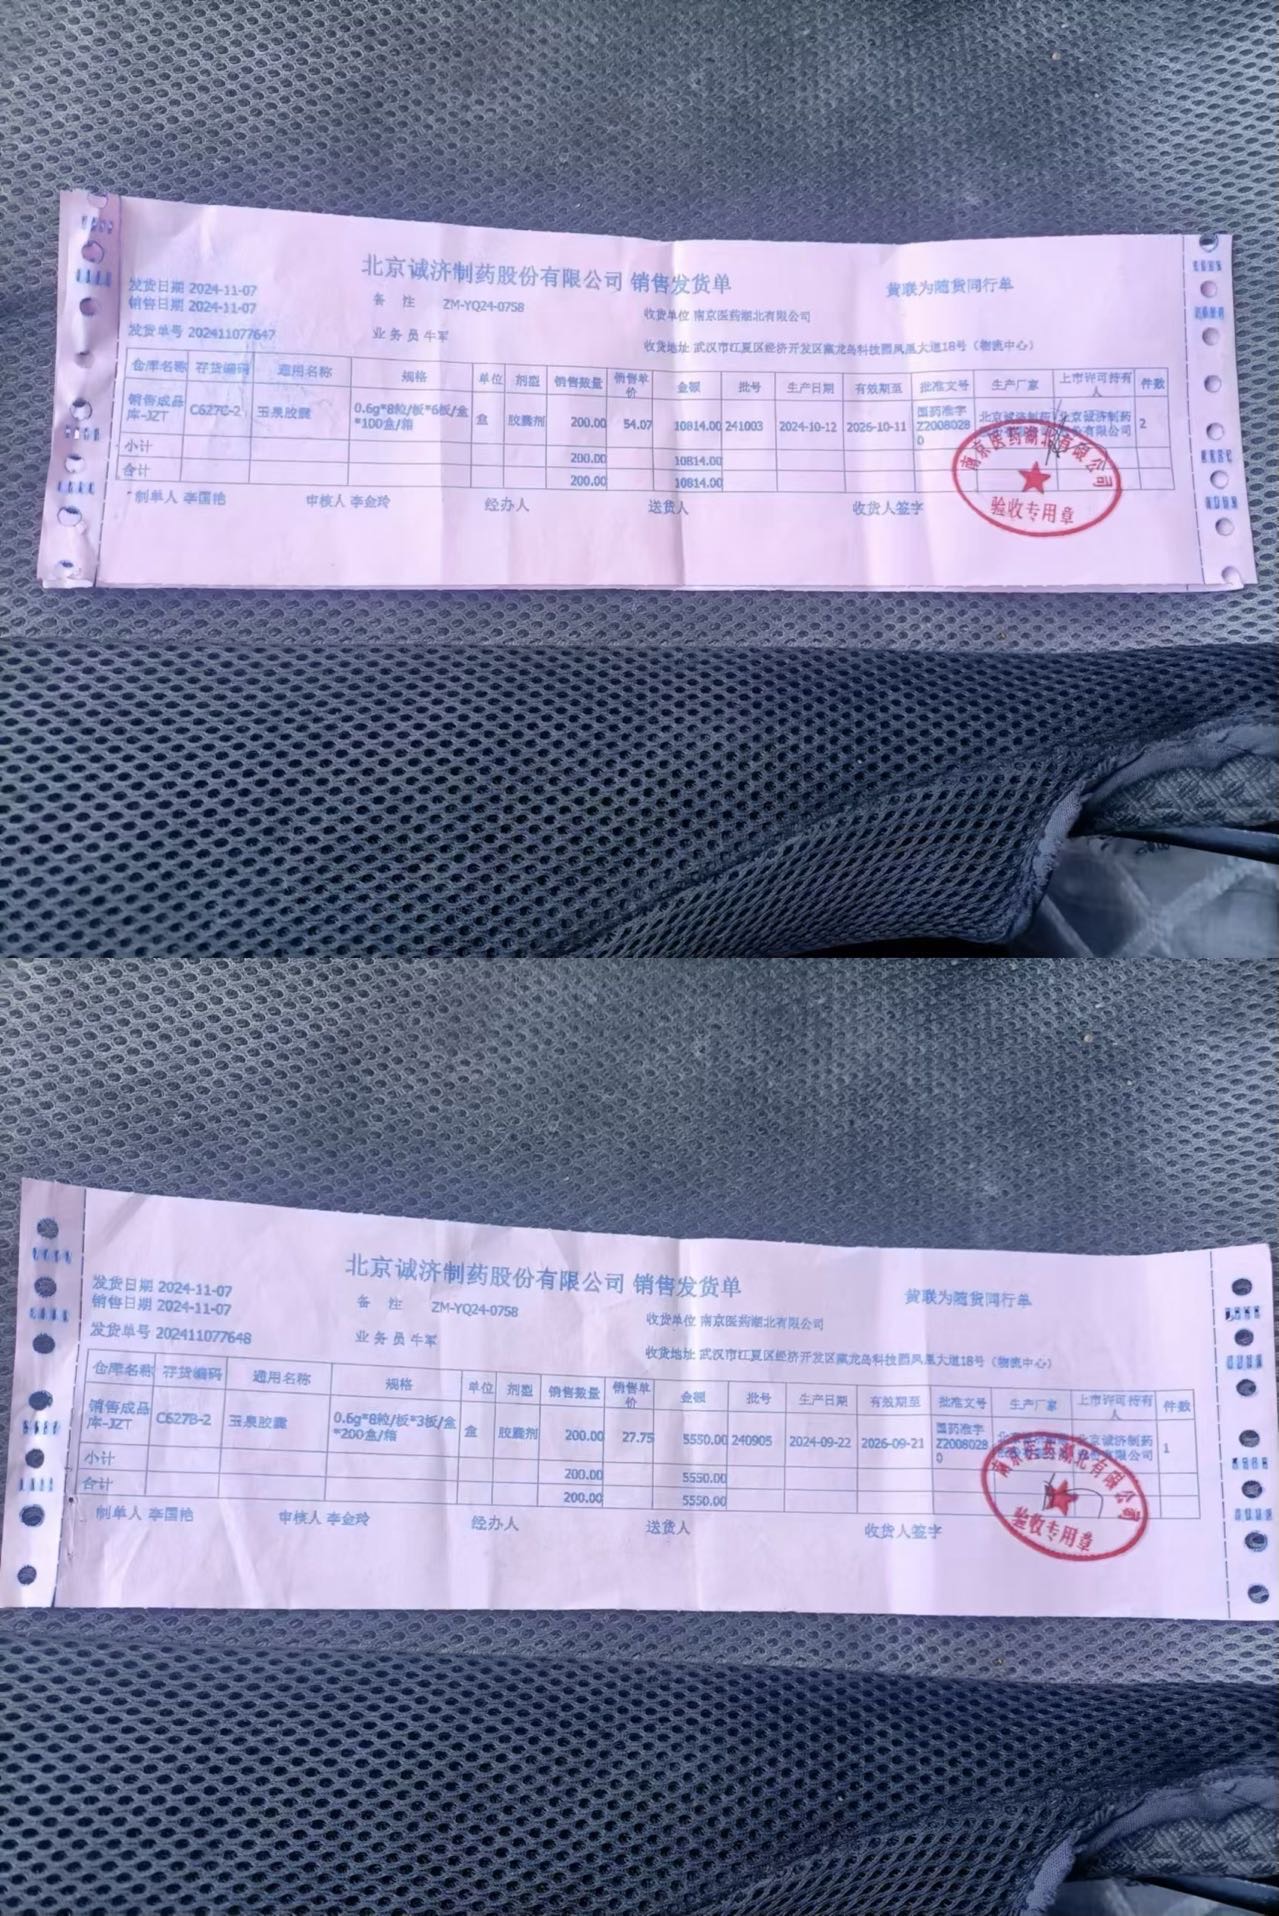 北京诚济制药股份有限公司 销售发货单
黄联为随货同行单
发货日期 2024-11-07
销售日期 2024-11-07
备 注 ZM-YQ24-0758
收货单位 南京医药湖北有限公司
发货单号 202411077647
业务员 牛军
收货地址 武汉市江夏区经济开发区藏龙岛科技园凤凰大道18号（物流中心）
仓库名称 存货编码 通用名称 规格 单位 剂型 销售数量 销售单价 金额 批号 生产日期 有效期至 批准文号 生产厂家 上市许可持有人 件数
销售成品库-JZT C627C-2 玉泉胶囊 0.6g*8粒/板*6板/盒*100盒/箱 盒 胶囊剂 200.00 54.07 10814.00 241003 2024-10-12 2026-10-11 国药准字Z20080280 北京诚济制药 北京诚济制药股份有限公司 2
小计 200.00 10814.00
合计 200.00 10814.00
制单人 李国艳 审核人 李金玲 经办人 送货人 收货人签字
南京医药湖北有限公司
验收专用章
北京诚济制药股份有限公司 销售发货单
黄联为随货同行单
发货日期 2024-11-07
销售日期 2024-11-07
备 注 ZM-YQ24-0758
收货单位 南京医药湖北有限公司
发货单号 202411077648
业务员 牛军
收货地址 武汉市江夏区经济开发区藏龙岛科技园凤凰大道18号（物流中心）
仓库名称 存货编码 通用名称 规格 单位 剂型 销售数量 销售单价 金额 批号 生产日期 有效期至 批准文号 生产厂家 上市许可持有人 件数
销售成品库-JZT C627B-2 玉泉胶囊 0.6g*8粒/板*3板/盒*200盒/箱 盒 胶囊剂 200.00 27.75 5550.00 240905 2024-09-22 2026-09-21 国药准字Z20080280 北京诚济制药 北京诚济制药股份有限公司 1
小计 200.00 5550.00
合计 200.00 5550.00
制单人 李国艳 审核人 李金玲 经办人 送货人 收货人签字
南京医药湖北有限公司
验收专用章